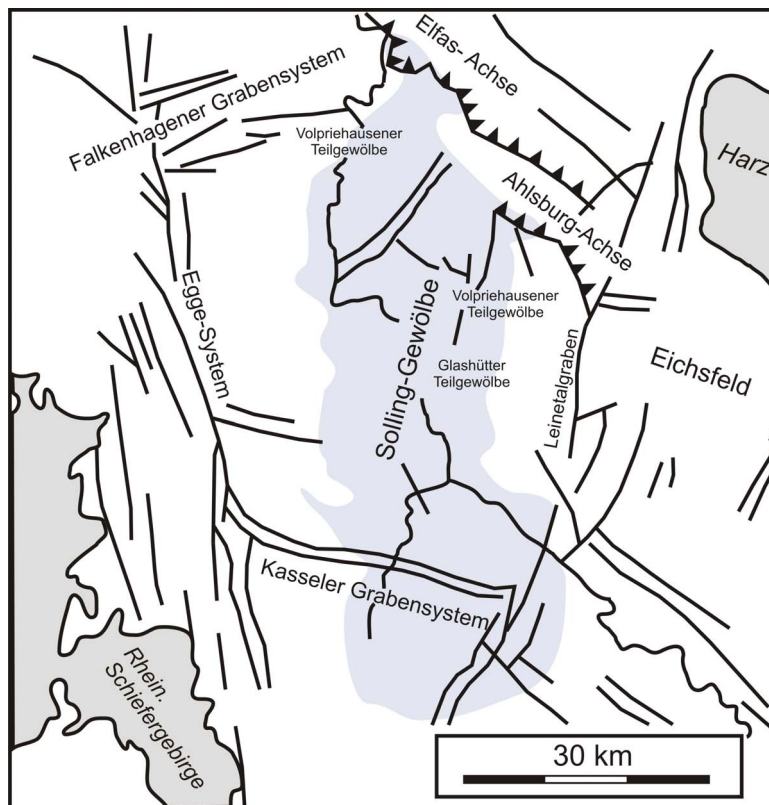 Elfas- Achse
Falkenhagener Grabensystem
Volpriehausener
Teilgewölbe
Harz
Ahlsburg-Achse
Egge-System
Solling-Gewölbe
Volpriehausener
Teilgewölbe
Glashütter
Teilgewölbe
Leinetalgraben
Eichsfeld
Kasseler Grabensystem
Rhein.
Schiefergebirge
30 km